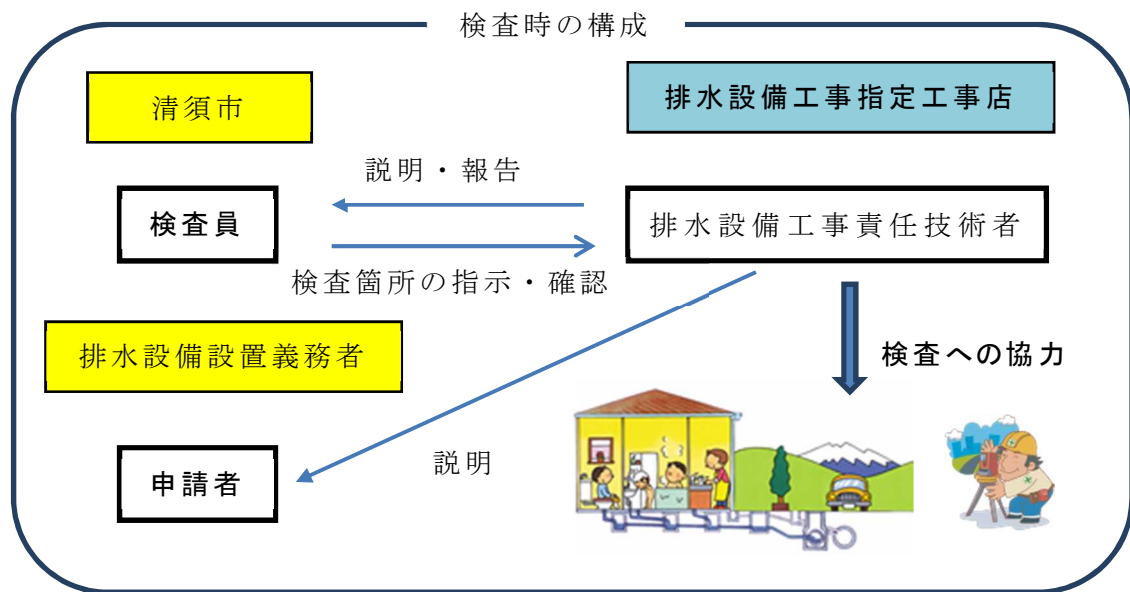 検査時の構成
清須市
排水設備工事指定工事店
説明・報告
検査員
排水設備工事責任技術者
検査箇所の指示・確認
排水設備設置義務者
検査への協力
説明
申請者